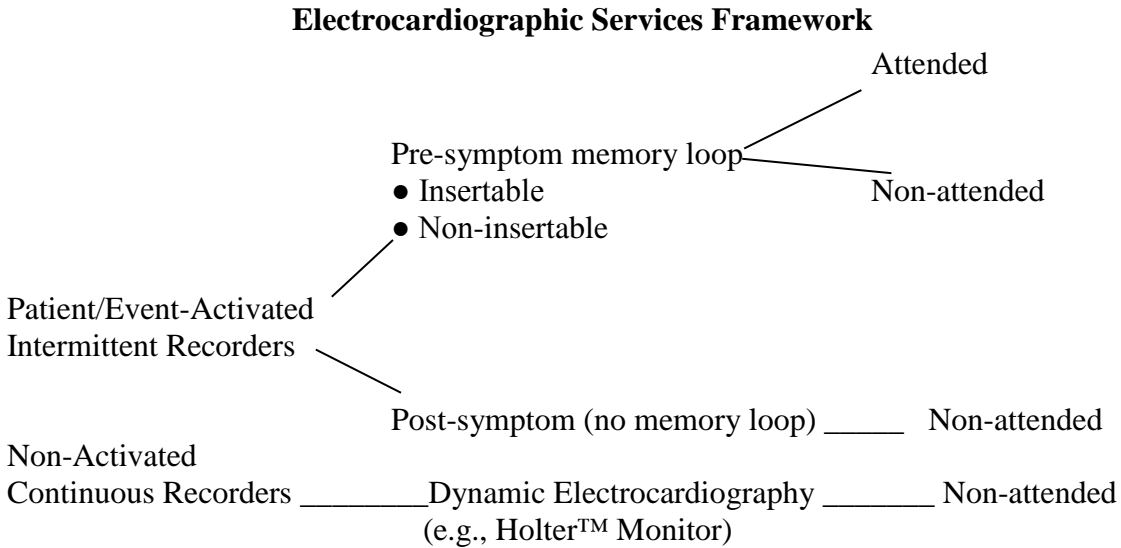 Electrocardiographic Services Framework
Attended
Pre-symptom memory loop
● Insertable Non-attended
● Non-insertable
Patient/Event-Activated
Intermittent Recorders
Post-symptom (no memory loop) _____ Non-attended
Non-Activated
Continuous Recorders ________Dynamic Electrocardiography _______ Non-attended
(e.g., Holter™ Monitor)